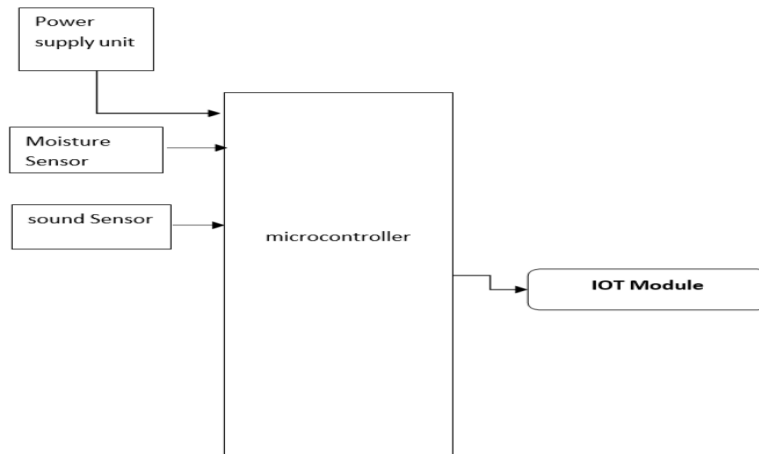 Power
supply unit
Moisture
Sensor
sound Sensor
microcontroller
IOT Module